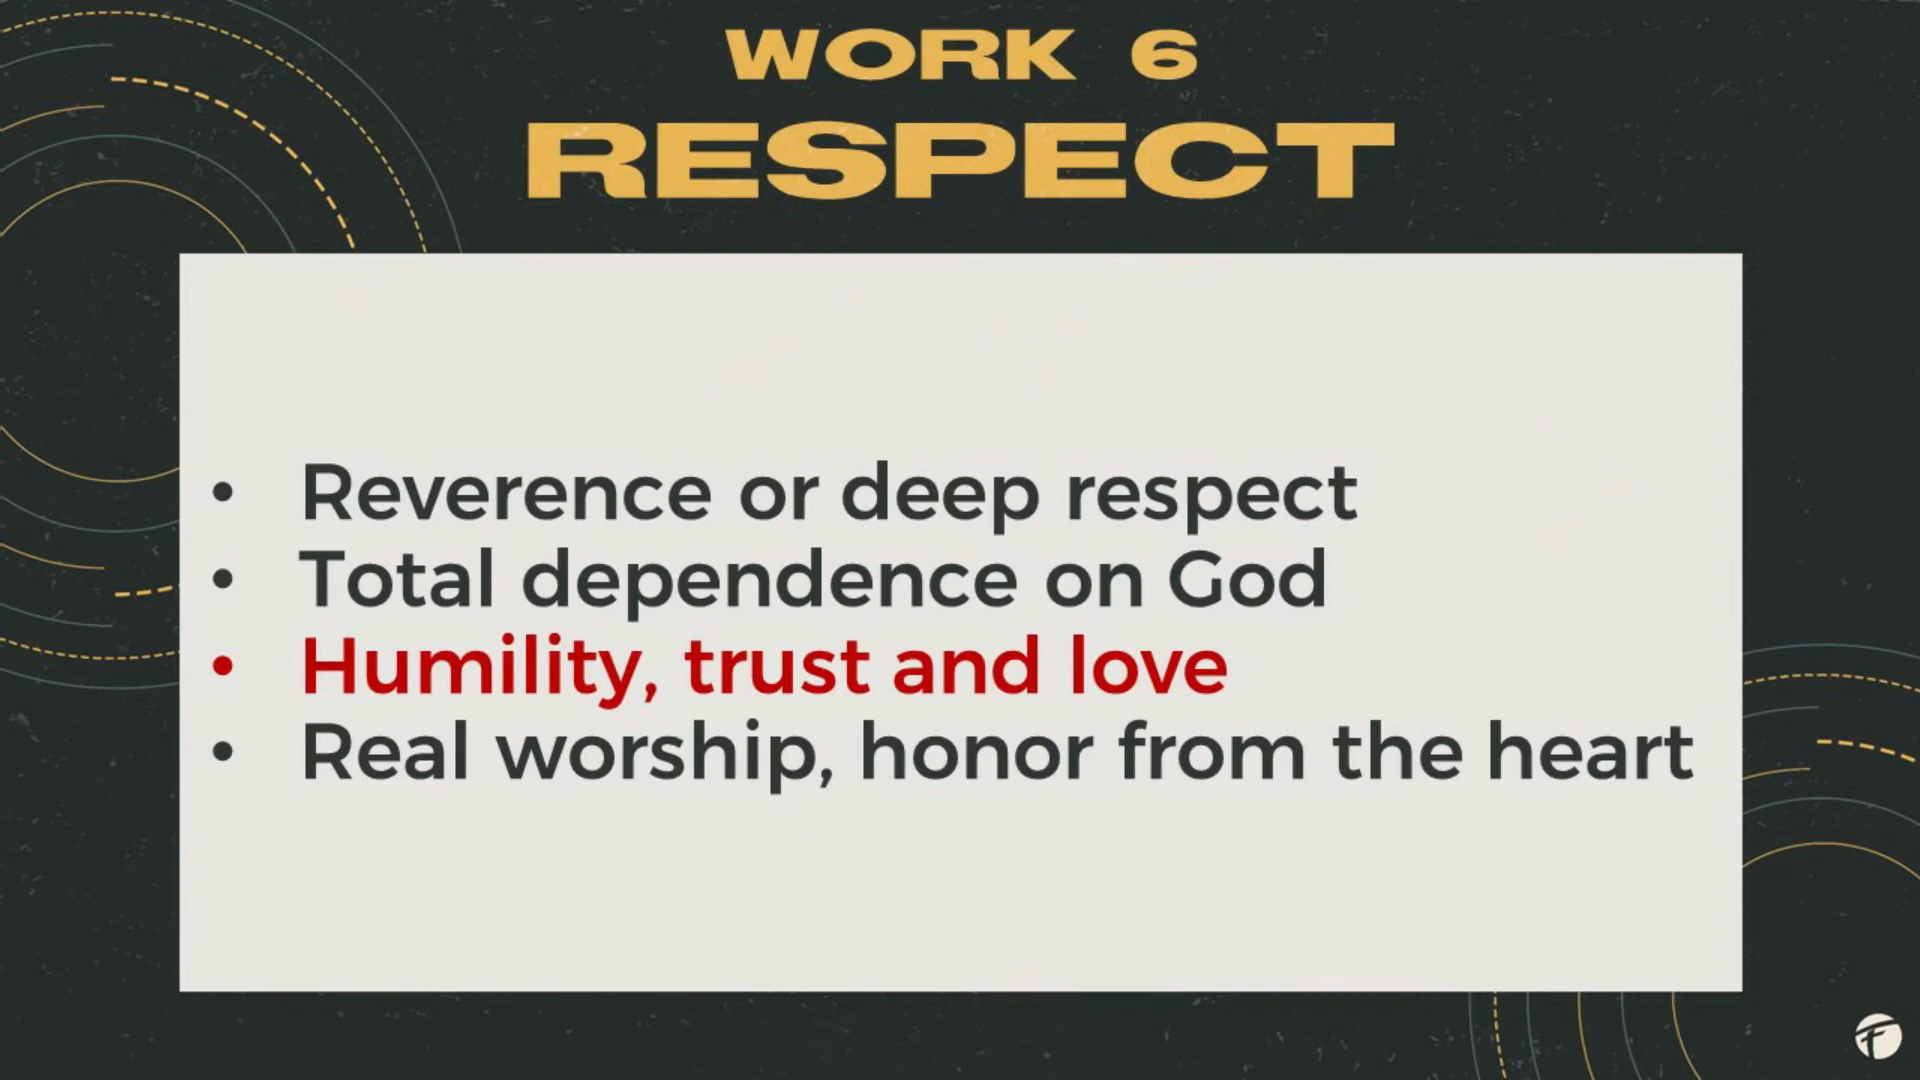 WORK 6
RESPECT
• Reverence or deep respect
• Total dependence on God
• Humility, trust and love
• Real worship, honor from the heart